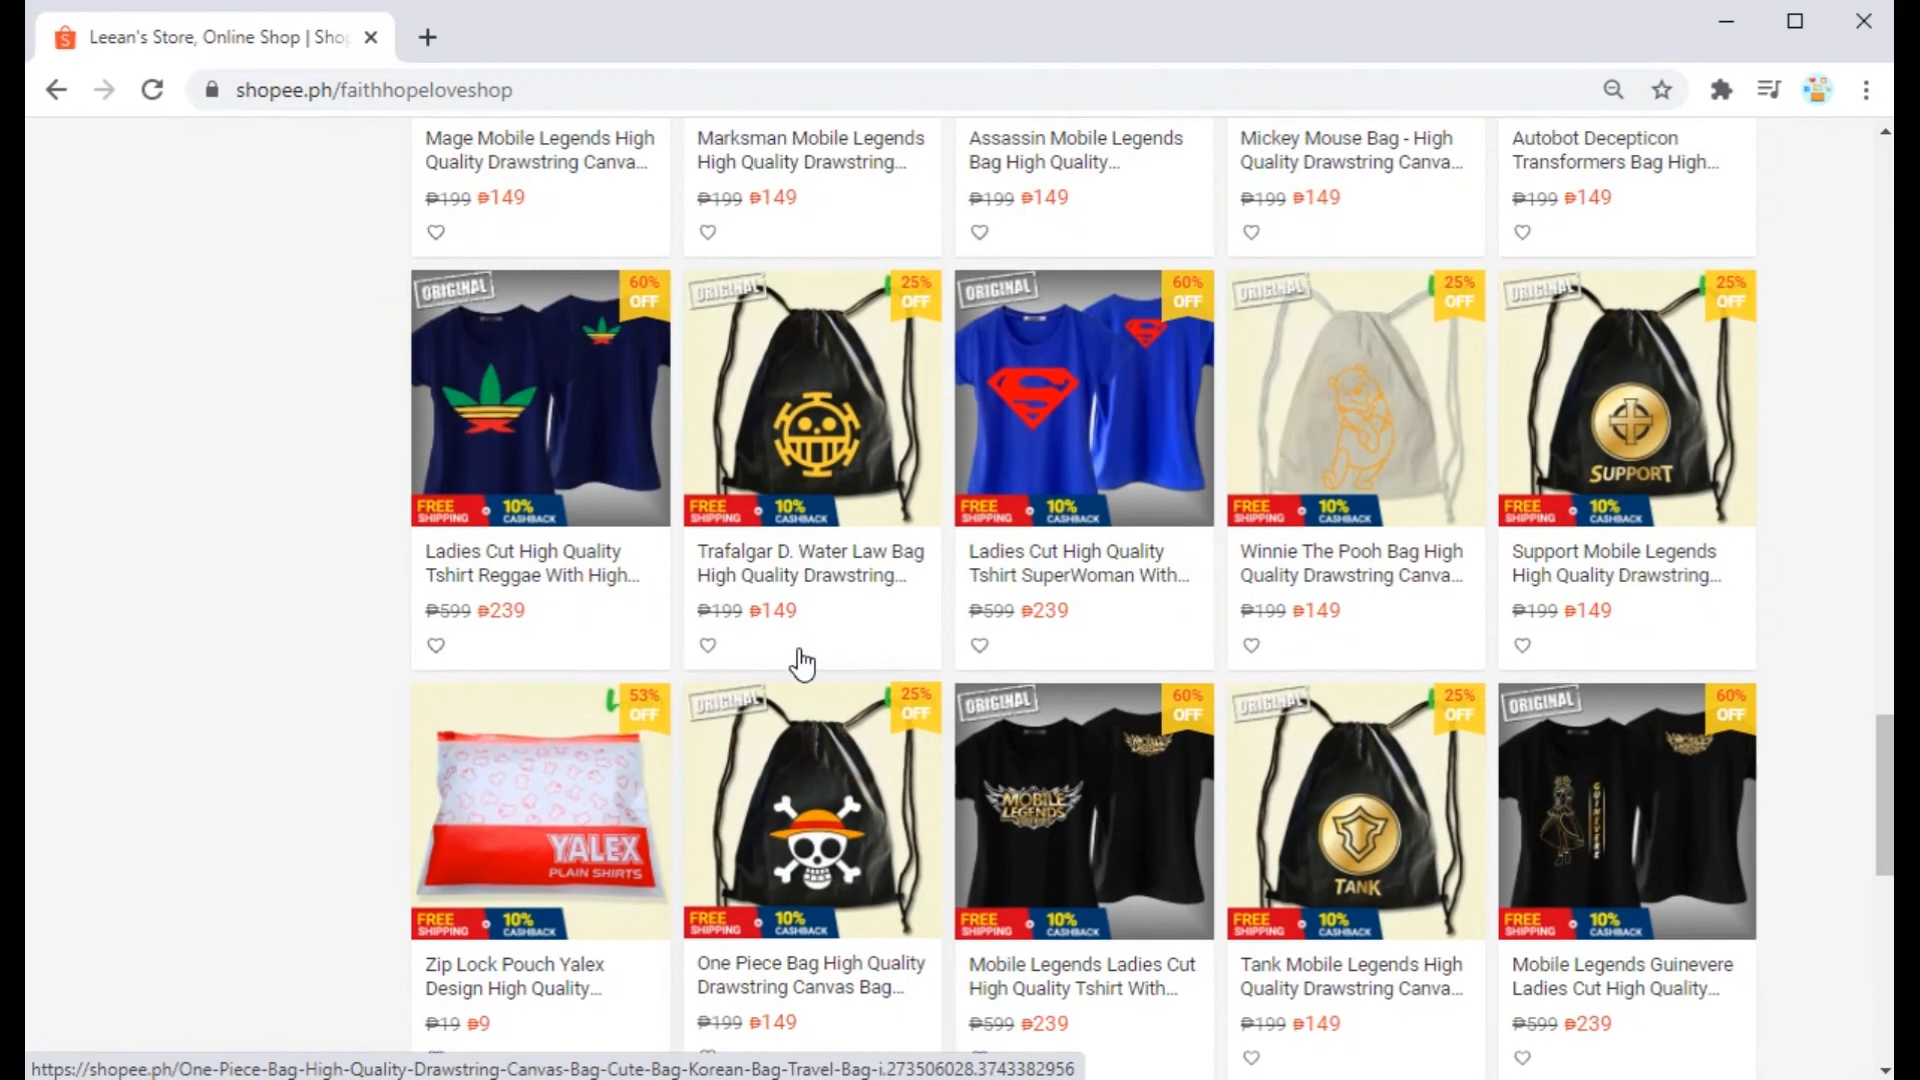 Leean's Store, Online Shop | Sho
shopee.ph/faithhopeloveshop
Mage Mobile Legends High
Quality Drawstring Canva...
₱199 ₱149
Marksman Mobile Legends
High Quality Drawstring...
₱199 ₱149
Assassin Mobile Legends
Bag High Quality...
₱199 ₱149
Mickey Mouse Bag - High
Quality Drawstring Canva...
₱199 ₱149
Autobot Decepticon
Transformers Bag High...
₱199 ₱149
ORIGINAL
60%
OFF
FREE
SHIPPING
10%
CASHBACK
Ladies Cut High Quality
Tshirt Reggae With High...
₱599 ₱239
ORIGINAL
25%
OFF
FREE
SHIPPING
10%
CASHBACK
Trafalgar D. Water Law Bag
High Quality Drawstring...
₱199 ₱149
ORIGINAL
60%
OFF
FREE
SHIPPING
10%
CASHBACK
Ladies Cut High Quality
Tshirt SuperWoman With...
₱599 ₱239
ORIGINAL
25%
OFF
FREE
SHIPPING
10%
CASHBACK
Winnie The Pooh Bag High
Quality Drawstring Canva...
₱199 ₱149
ORIGINAL
25%
OFF
SUPPORT
FREE
SHIPPING
10%
CASHBACK
Support Mobile Legends
High Quality Drawstring...
₱199 ₱149
53%
OFF
YALEX
PLAIN SHIRTS
FREE
SHIPPING
10%
CASHBACK
Zip Lock Pouch Yalex
Design High Quality...
₱19 ₱9
ORIGINAL
25%
OFF
FREE
SHIPPING
10%
CASHBACK
One Piece Bag High Quality
Drawstring Canvas Bag...
₱199 ₱149
ORIGINAL
60%
OFF
MOBILE
LEGENDS
FREE
SHIPPING
10%
CASHBACK
Mobile Legends Ladies Cut
High Quality Tshirt With...
₱599 ₱239
ORIGINAL
25%
OFF
TANK
FREE
SHIPPING
10%
CASHBACK
Tank Mobile Legends High
Quality Drawstring Canva...
₱199 ₱149
ORIGINAL
60%
OFF
GUINIVERE
FREE
SHIPPING
10%
CASHBACK
Mobile Legends Guinevere
Ladies Cut High Quality...
₱599 ₱239
https://shopee.ph/One-Piece-Bag-High-Quality-Drawstring-Canvas-Bag-Cute-Bag-Korean-Bag-Travel-Bag-i.273506028.3743382956